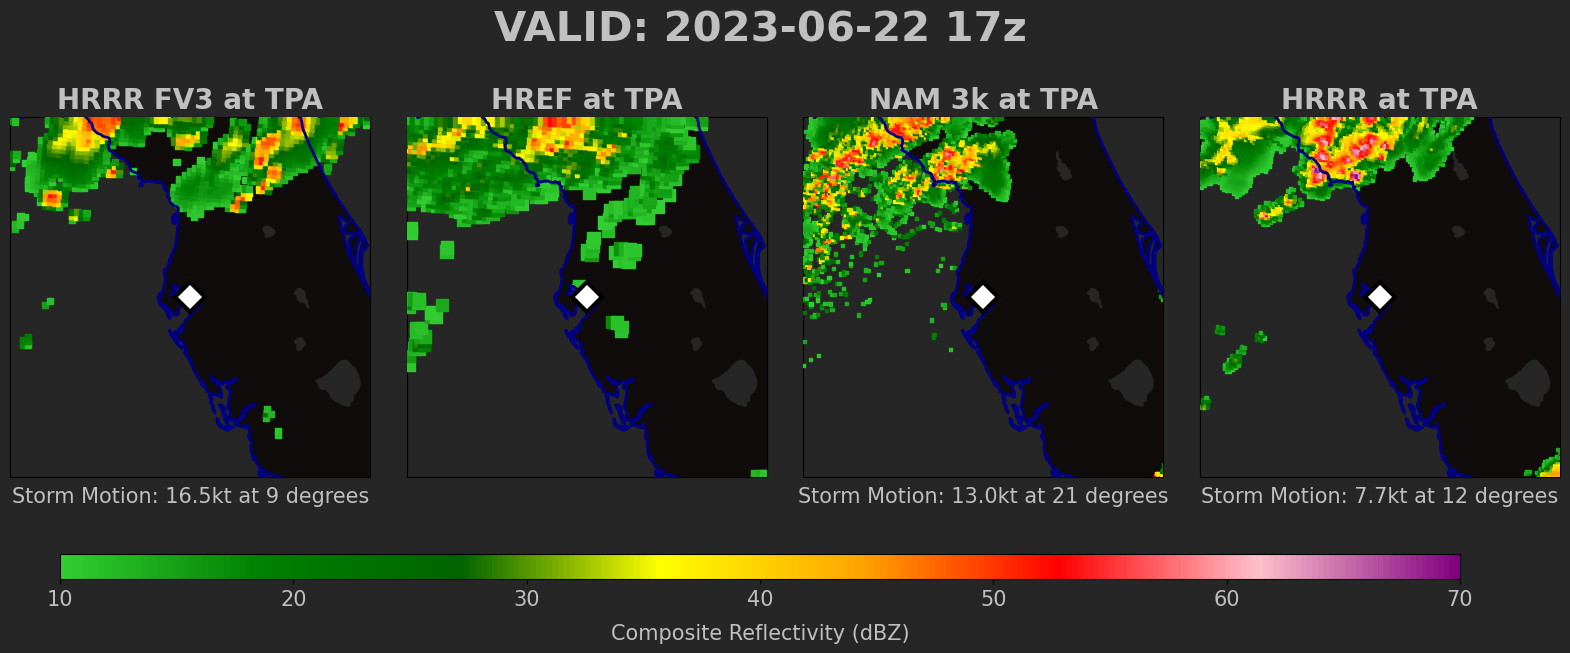 VALID: 2023-06-22 17z
HRRR FV3 at TPA
HREF at TPA
NAM 3k at TPA
HRRR at TPA
Storm Motion: 16.5kt at 9 degrees
Storm Motion: 13.0kt at 21 degrees
Storm Motion: 7.7kt at 12 degrees
10 20 30 40 50 60 70
Composite Reflectivity (dBZ)